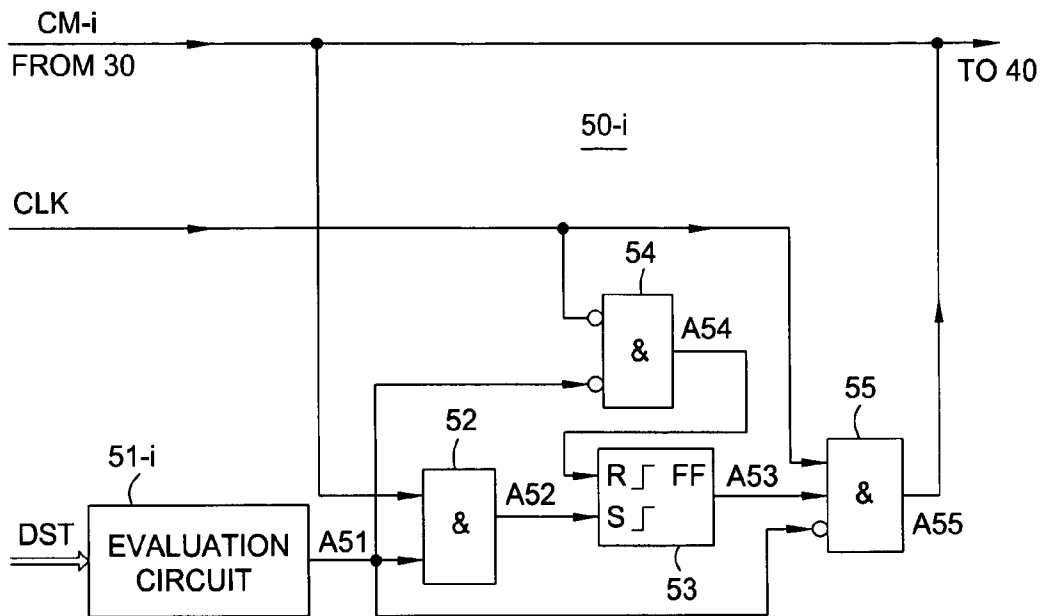 CM-i
FROM 30
TO 40
50-i
CLK
54
&
A54
55
&
A55
52
&
A52
R FF
S
A53
53
51-i
DST
EVALUATION
CIRCUIT
A51